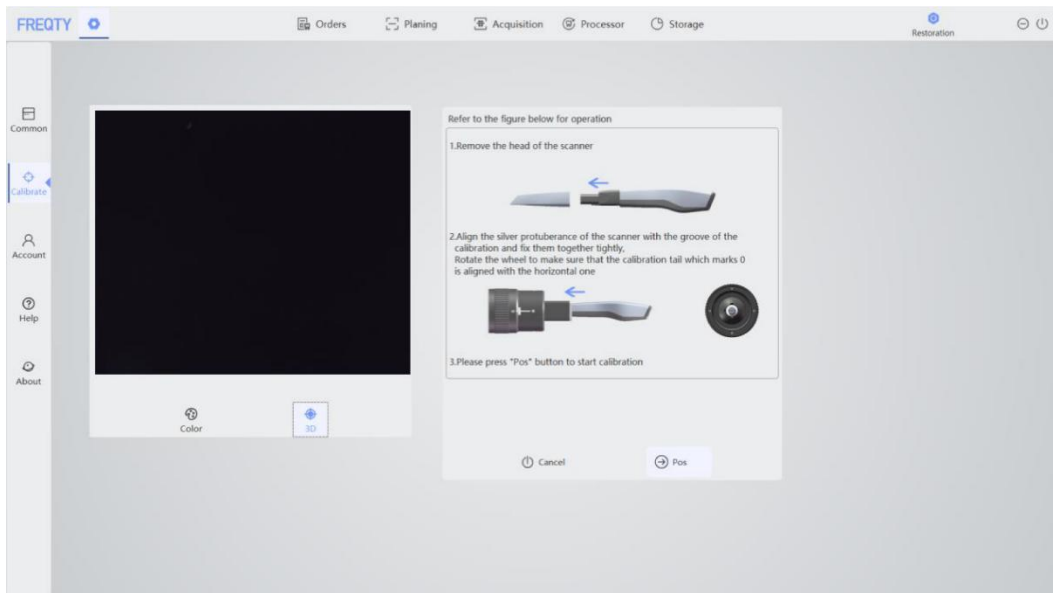 FREQTY
Orders
Planing
Acquisition
Processor
Storage
Restoration
Common
Calibrate
Account
Help
About
Color
3D
Refer to the figure below for operation
1.Remove the head of the scanner
2.Align the silver protuberance of the scanner with the groove of the
calibration and fix them together tightly,
Rotate the wheel to make sure that the calibration tail which marks 0
is aligned with the horizontal one
3.Please press "Pos" button to start calibration
Cancel
Pos